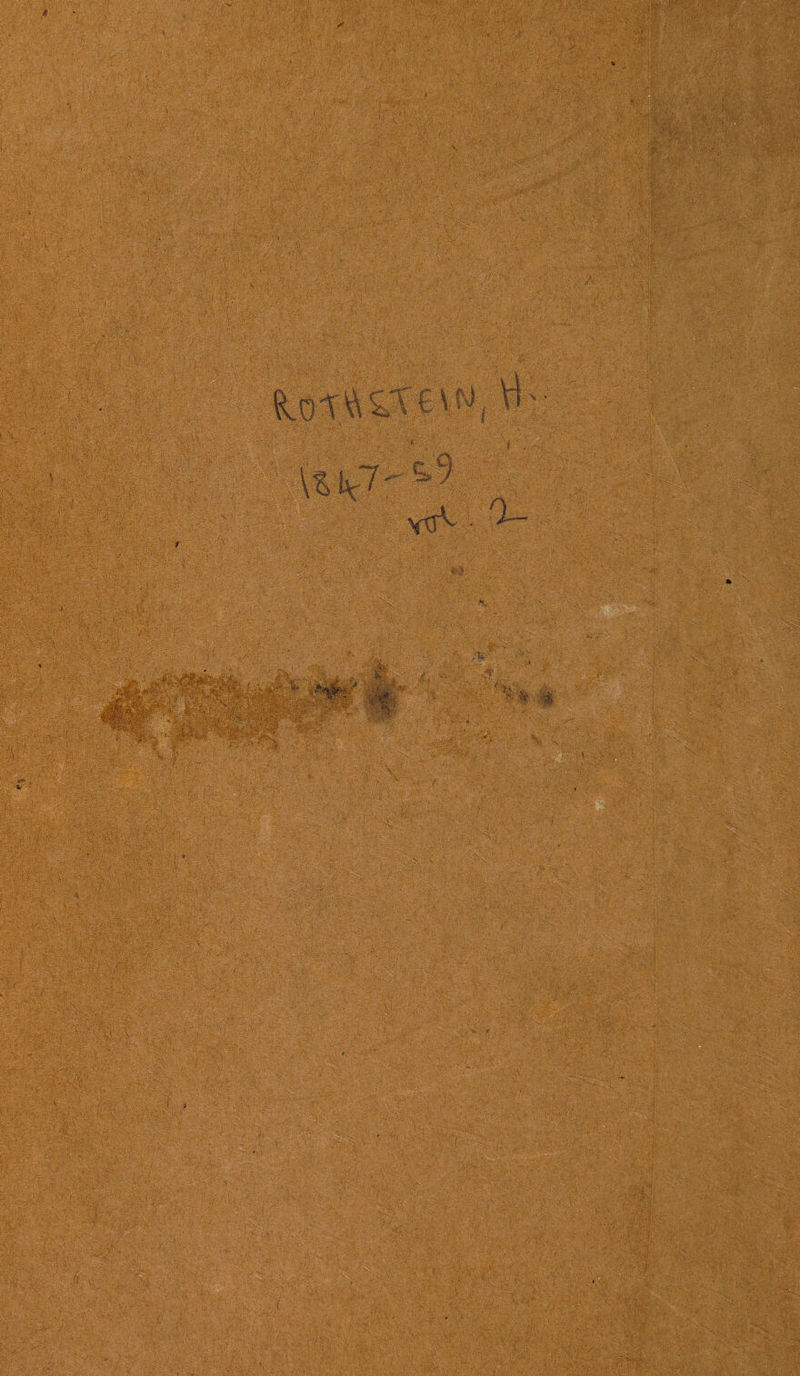 ROTHSTEIN, H.
1847-59
vol. 2